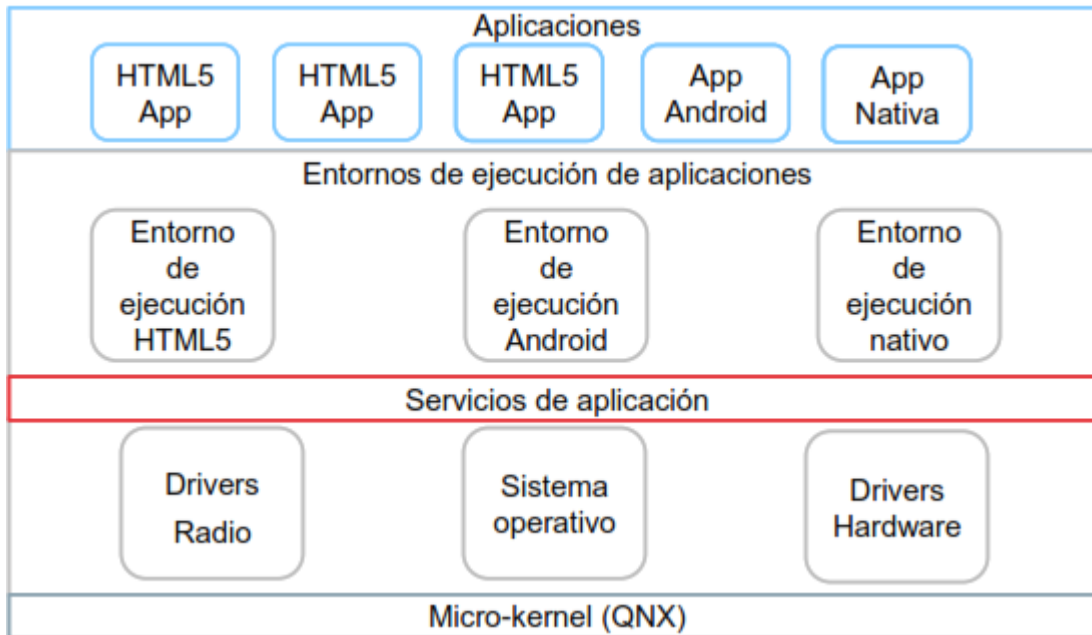 Aplicaciones
HTML5 HTML5 HTML5 App App
App App App Android Nativa
Entornos de ejecución de aplicaciones
Entorno Entorno Entorno
de de de
ejecución ejecución ejecución
HTML5 Android nativo
Servicios de aplicación
Drivers Sistema Drivers
Radio operativo Hardware
Micro-kernel (QNX)